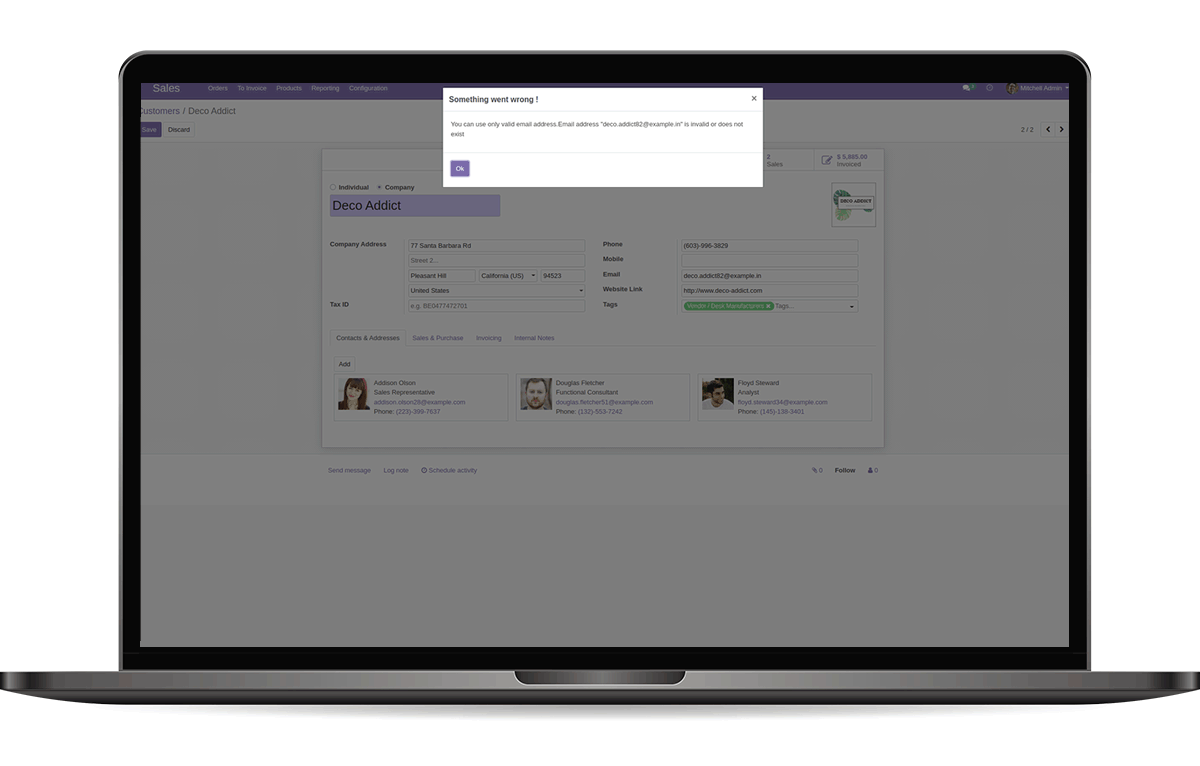 Sales Orders To Invoice Products Reporting Configuration Mitchell Admin
ustomers / Deco Addict
Save Discard 2 / 2
Something went wrong ! ×
You can use only valid email address.Email address "deco.addict82@example.in" is invalid or does not
exist
Ok
2
Sales
$ 5,885.00
Invoiced
Individual Company
Deco Addict
DECO ADDICT
Company Address 77 Santa Barbara Rd Phone (603)-996-3829
Street 2... Mobile
Pleasant Hill California (US) 94523 Email deco.addict82@example.in
United States Website Link http://www.deco-addict.com
Tax ID e.g. BE0477472701 Tags Vendor / Desk Manufacturers × Tags...
Contacts & Addresses Sales & Purchase Invoicing Internal Notes
Add
Addison Olson
Sales Representative
addison.olson28@example.com
Phone: (223)-399-7637
Douglas Fletcher
Functional Consultant
douglas.fletcher51@example.com
Phone: (132)-553-7242
Floyd Steward
Analyst
floyd.steward34@example.com
Phone: (145)-138-3401
Send message Log note Schedule activity 0 Follow 0